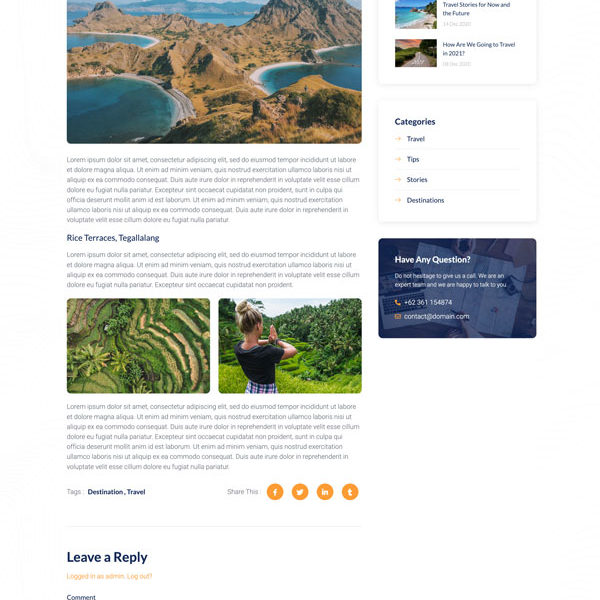 Lorem ipsum dolor sit amet, consectetur adipiscing elit, sed do eiusmod tempor incididunt ut labore
et dolore magna aliqua. Ut enim ad minim veniam, quis nostrud exercitation ullamco laboris nisi ut
aliquip ex ea commodo consequat. Duis aute irure dolor in reprehenderit in voluptate velit esse cillum
dolore eu fugiat nulla pariatur. Excepteur sint occaecat cupidatat non proident, sunt in culpa qui
officia deserunt mollit anim id est laborum. Ut enim ad minim veniam, quis nostrud exercitation
ullamco laboris nisi ut aliquip ex ea commodo consequat. Duis aute irure dolor in reprehenderit in
voluptate velit esse cillum dolore eu fugiat nulla pariatur.
Rice Terraces, Tegallalang
Lorem ipsum dolor sit amet, consectetur adipiscing elit, sed do eiusmod tempor incididunt ut labore
et dolore magna aliqua. Ut enim ad minim veniam, quis nostrud exercitation ullamco laboris nisi ut
aliquip ex ea commodo consequat. Duis aute irure dolor in reprehenderit in voluptate velit esse cillum
dolore eu fugiat nulla pariatur. Excepteur sint occaecat cupidatat non proident.
Lorem ipsum dolor sit amet, consectetur adipiscing elit, sed do eiusmod tempor incididunt ut labore
et dolore magna aliqua. Ut enim ad minim veniam, quis nostrud exercitation ullamco laboris nisi ut
aliquip ex ea commodo consequat. Duis aute irure dolor in reprehenderit in voluptate velit esse cillum
dolore eu fugiat nulla pariatur. Excepteur sint occaecat cupidatat non proident, sunt in culpa qui
officia deserunt mollit anim id est laborum. Ut enim ad minim veniam, quis nostrud exercitation
ullamco laboris nisi ut aliquip ex ea commodo consequat. Duis aute irure dolor in reprehenderit in
voluptate velit esse cillum dolore eu fugiat nulla pariatur.
Tags : Destination , Travel
Share This :
Leave a Reply
Logged in as admin. Log out?
Comment
Travel Stories for Now and
the Future
14 Dec 2020
How Are We Going to Travel
in 2021?
08 Dec 2020
Categories
Travel
Tips
Stories
Destinations
Have Any Question?
Do not hesitage to give us a call. We are an
expert team and we are happy to talk to you.
+62 361 154874
contact@domain.com